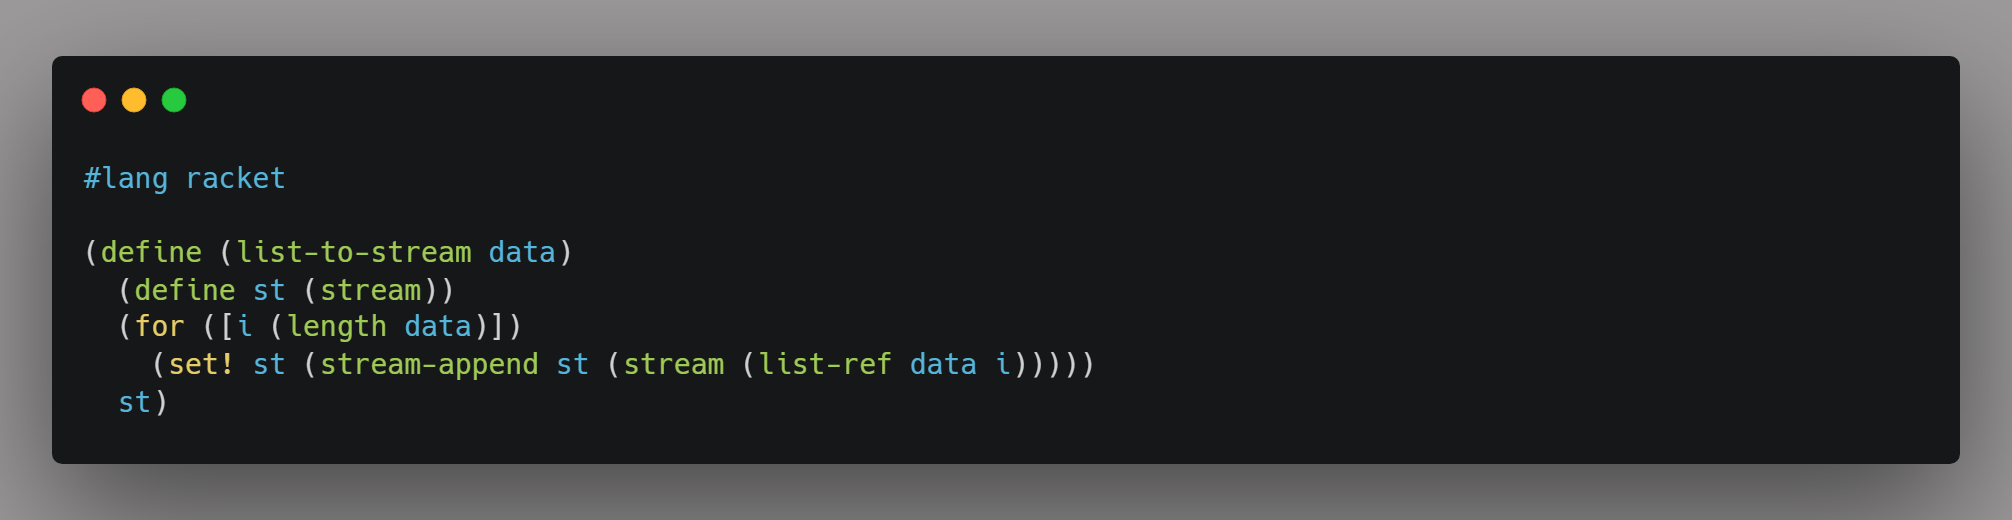 #lang racket

(define (list-to-stream data)
  (define st (stream))
  (for ([i (length data)])
    (set! st (stream-append st (stream (list-ref data i)))))
  st)